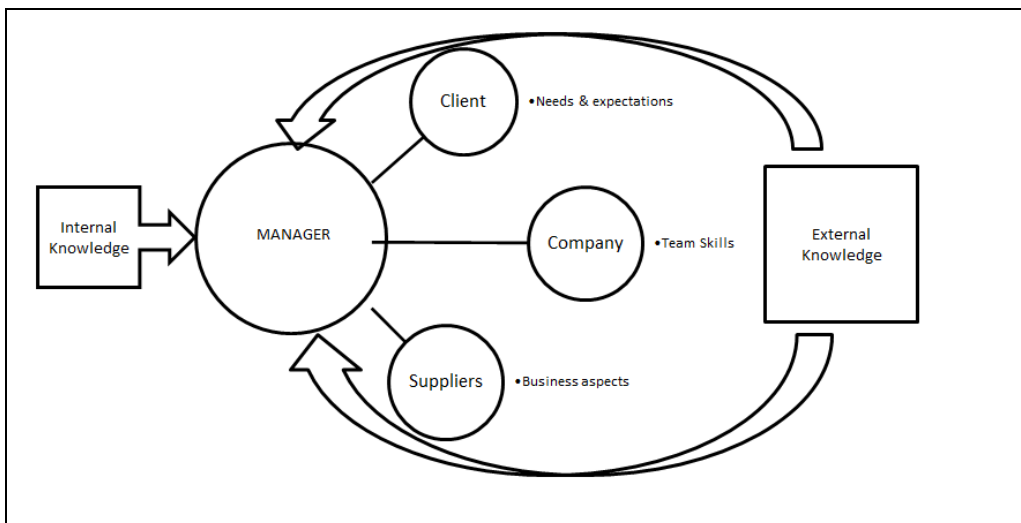 Client
•Needs & expectations
Internal
Knowledge
MANAGER
Company
•Team Skills
External
Knowledge
Suppliers
•Business aspects